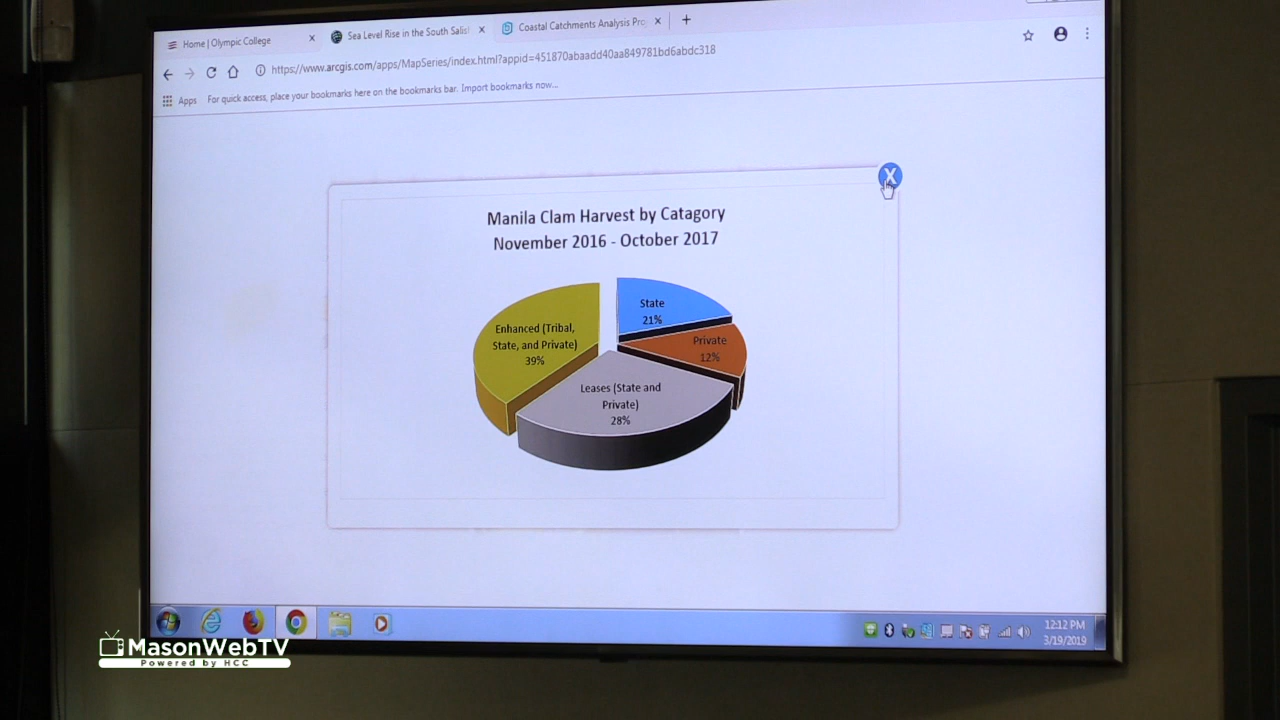 Home | Olympic College
Sea Level Rise in the South Salis
Coastal Catchments Analysis Pro
https://www.arcgis.com/apps/MapSeries/index.html?appid=451870abaadd40aa849781bd6abdc318
Apps For quick access, place your bookmarks here on the bookmarks bar. Import bookmarks now...
X
Manila Clam Harvest by Catagory
November 2016 - October 2017
State
21%
Private
12%
Enhanced (Tribal,
State, and Private)
39%
Leases (State and
Private)
28%
12:12 PM
3/19/2019
MasonWebTV
Powered by HCC